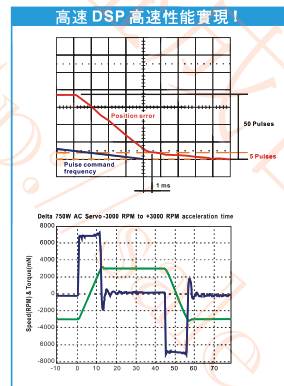 高速 DSP 高速性能實現！
Position error
50 Pulses
5 Pulses
Pulse command
frequency
1 ms
Delta 750W AC Servo -3000 RPM to +3000 RPM acceleration time
Speed(RPM) & Torque(mN)
8000
6000
4000
2000
0
-2000
-4000
-6000
-8000
-10 0 10 20 30 40 50 60 70